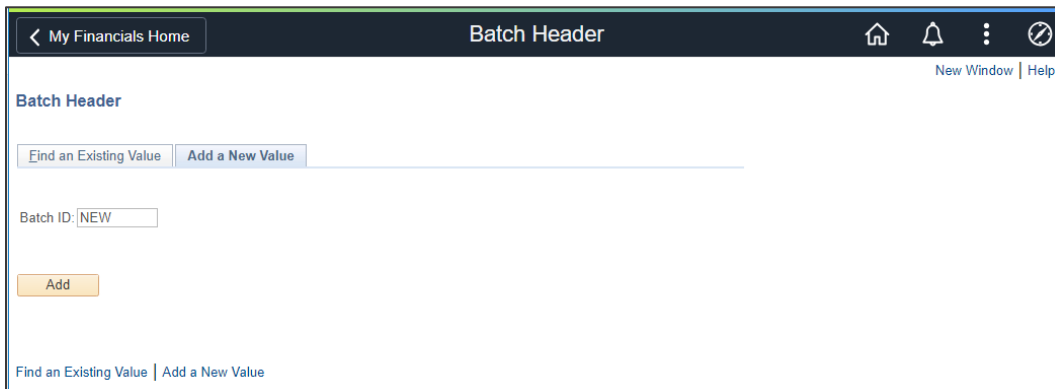 My Financials Home Batch Header
New Window | Help
Batch Header
Find an Existing Value Add a New Value
Batch ID: NEW
Add
Find an Existing Value | Add a New Value